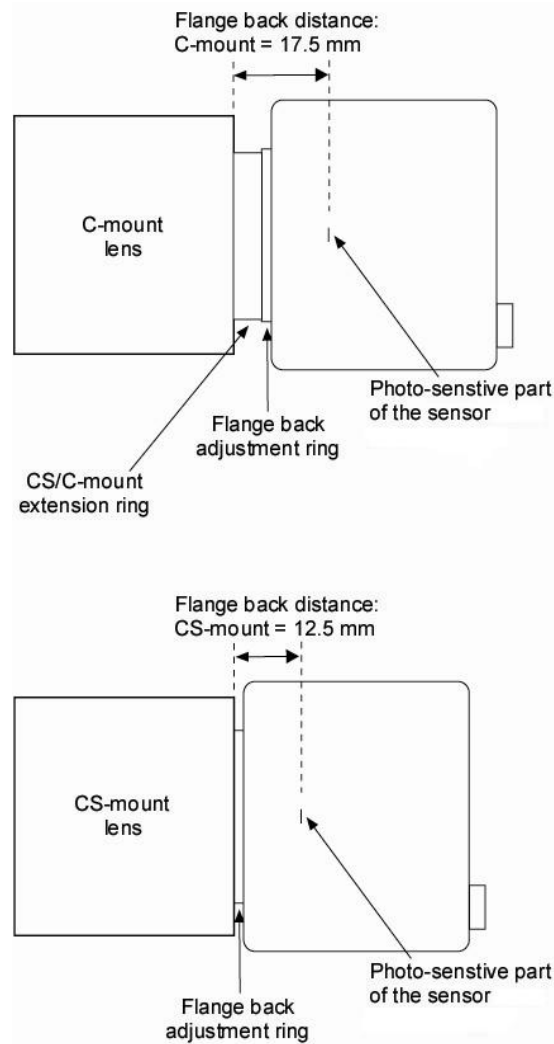 Flange back distance:
C-mount = 17.5 mm
C-mount
lens
Photo-senstive part
of the sensor
Flange back
adjustment ring
CS/C-mount
extension ring
Flange back distance:
CS-mount = 12.5 mm
CS-mount
lens
Photo-senstive part
of the sensor
Flange back
adjustment ring